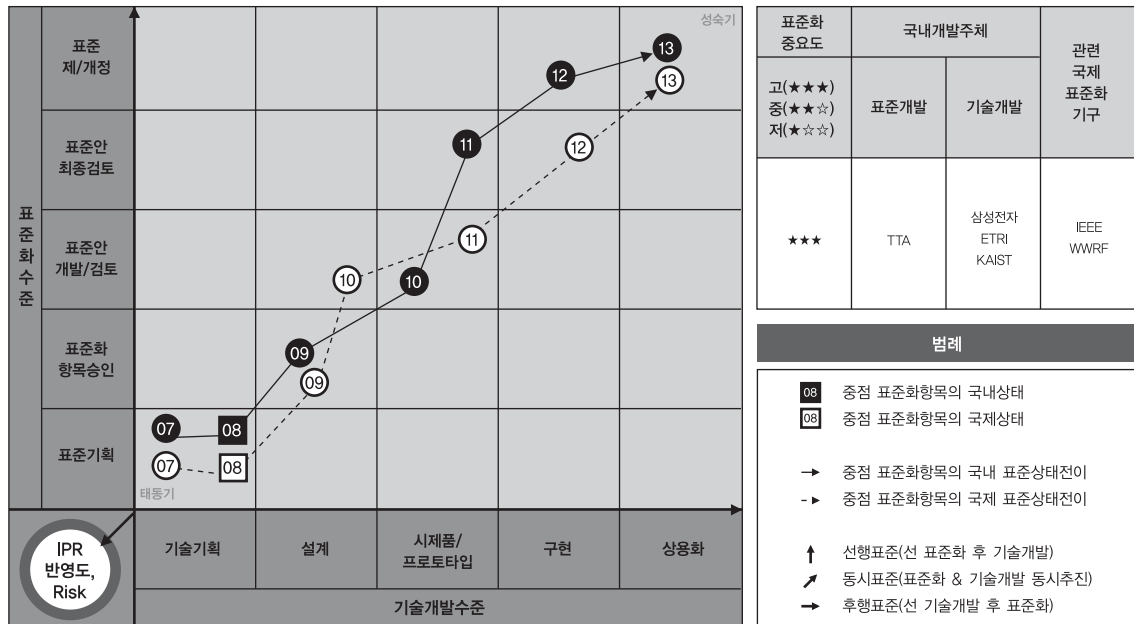 성숙기
표준
제/개정
표준안
최종검토
표준안
개발/검토
표준화
항목승인
표준기획
표준화수준
13
12
13
11
12
11
10
10
09
09
07
08
07
08
태동기
IPR
반영도,
Risk
기술기획
설계
시제품/
프로토타입
구현
상용화
기술개발수준
표준화
중요도
국내개발주체
관련
국제
표준화
기구
고(★★★)
중(★★☆)
저(★☆☆)
표준개발
기술개발
★★★
TTA
삼성전자
ETRI
KAIST
IEEE
WWRF
범례
08 중점 표준화항목의 국내상태
08 중점 표준화항목의 국제상태
→ 중점 표준화항목의 국내 표준상태전이
중점 표준화항목의 국제 표준상태전이
선행표준(선 표준화 후 기술개발)
동시표준(표준화 & 기술개발 동시추진)
후행표준(선 기술개발 후 표준화)